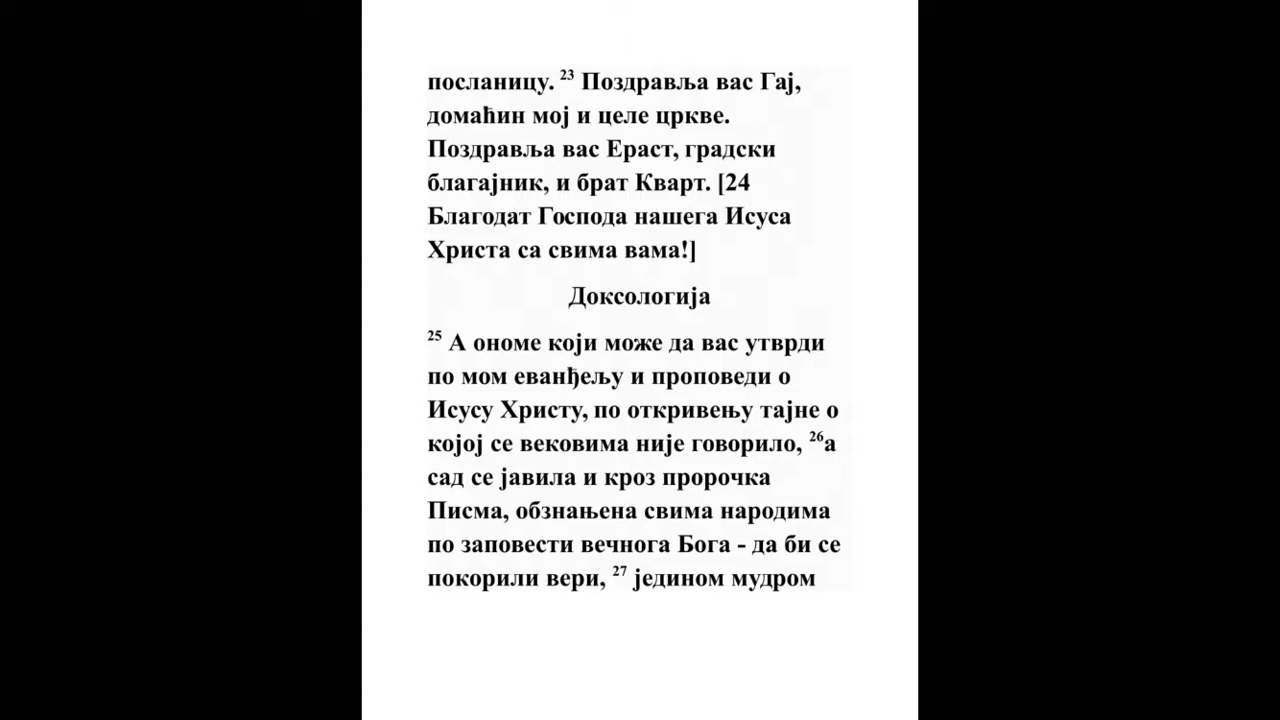 посланицу. 23 Поздравља вас Гај,
домаћин мој и целе цркве.
Поздравља вас Ераст, градски
благајник, и брат Кварт. [24
Благодат Господа нашега Исуса
Христа са свима вама!]
Доксологија
25 А ономе који може да вас утврди
по мом еванђељу и проповеди о
Исусу Христу, по откривењу тајне о
којој се вековима није говорило, 26а
сад се јавила и кроз пророчка
Писма, обзнањена свима народима
по заповести вечнога Бога - да би се
покорили вери, 27 једином мудром